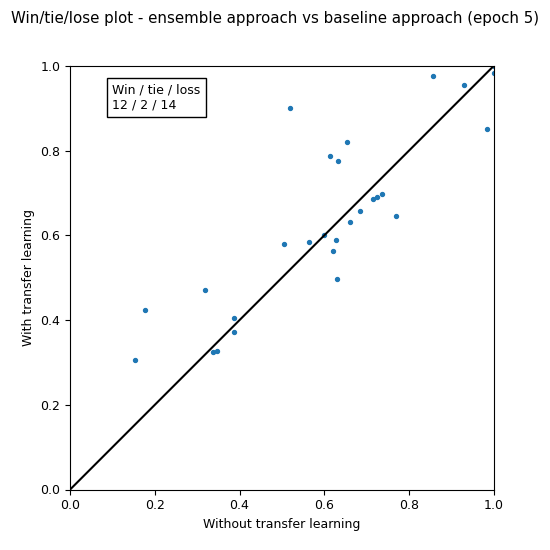 Win/tie/lose plot - ensemble approach vs baseline approach (epoch 5)
Win / tie / loss
12 / 2 / 14
1.0
0.8
0.6
0.4
0.2
0.0
With transfer learning
0.0 0.2 0.4 0.6 0.8 1.0
Without transfer learning